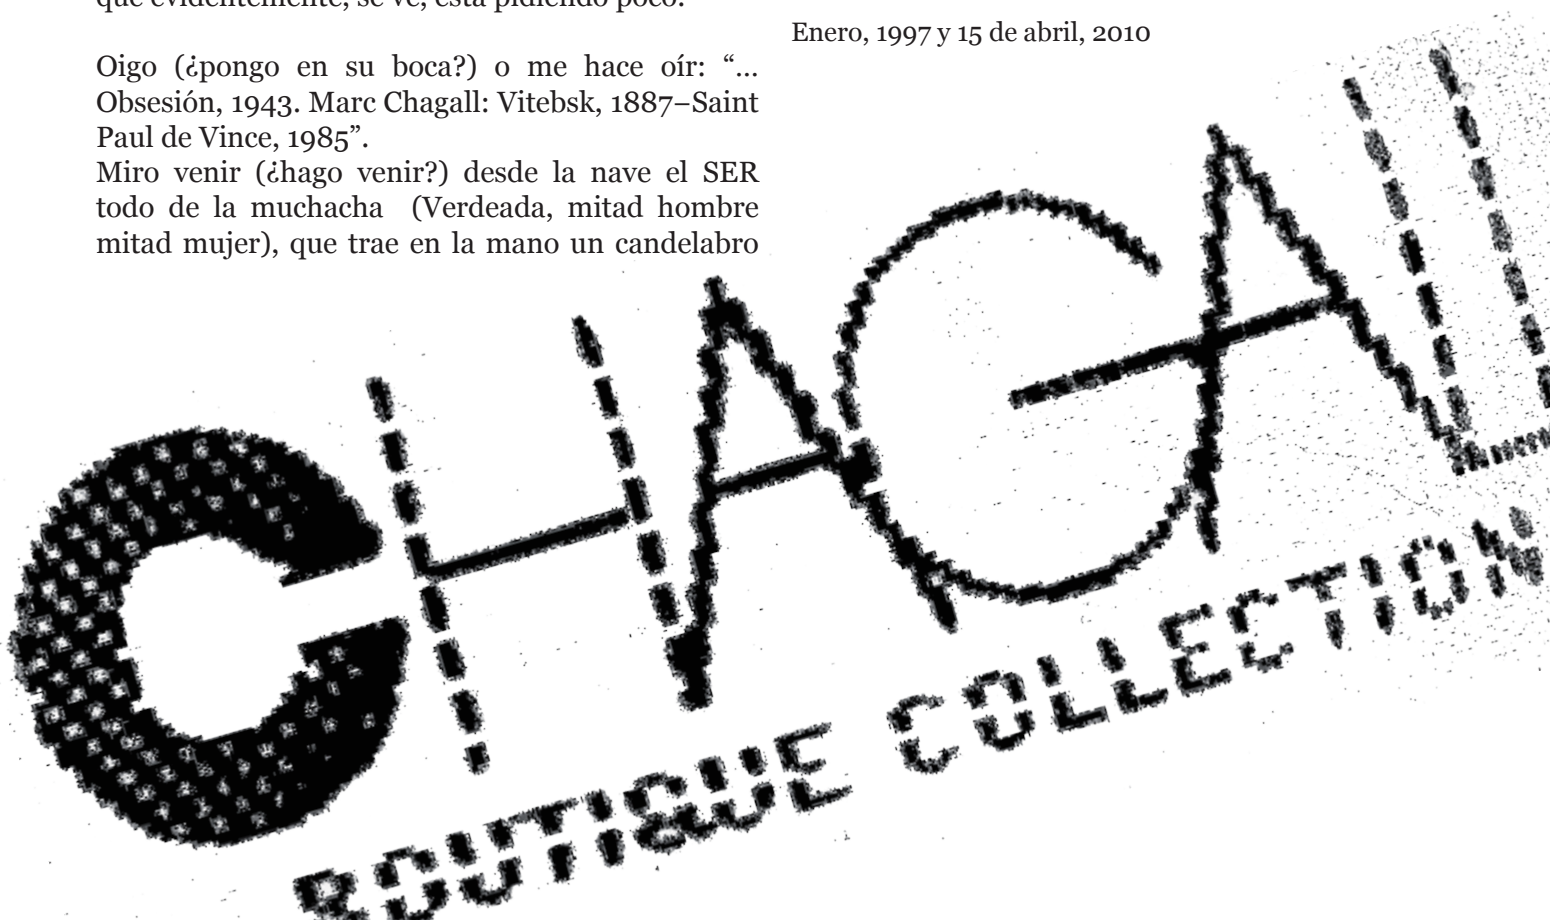 que evidentemente, se ve, está pidiendo poco.
Oigo (¿pongo en su boca?) o me hace oír: “...
Obsesión, 1943. Marc Chagall: Vitebsk, 1887–Saint
Paul de Vince, 1985”.
Miro venir (¿hago venir?) desde la nave el SER
todo de la muchacha (Verdeada, mitad hombre
mitad mujer), que trae en la mano un candelabro
Enero, 1997 y 15 de abril, 2010
CHAGALL
BOUTIQUE COLLECTION